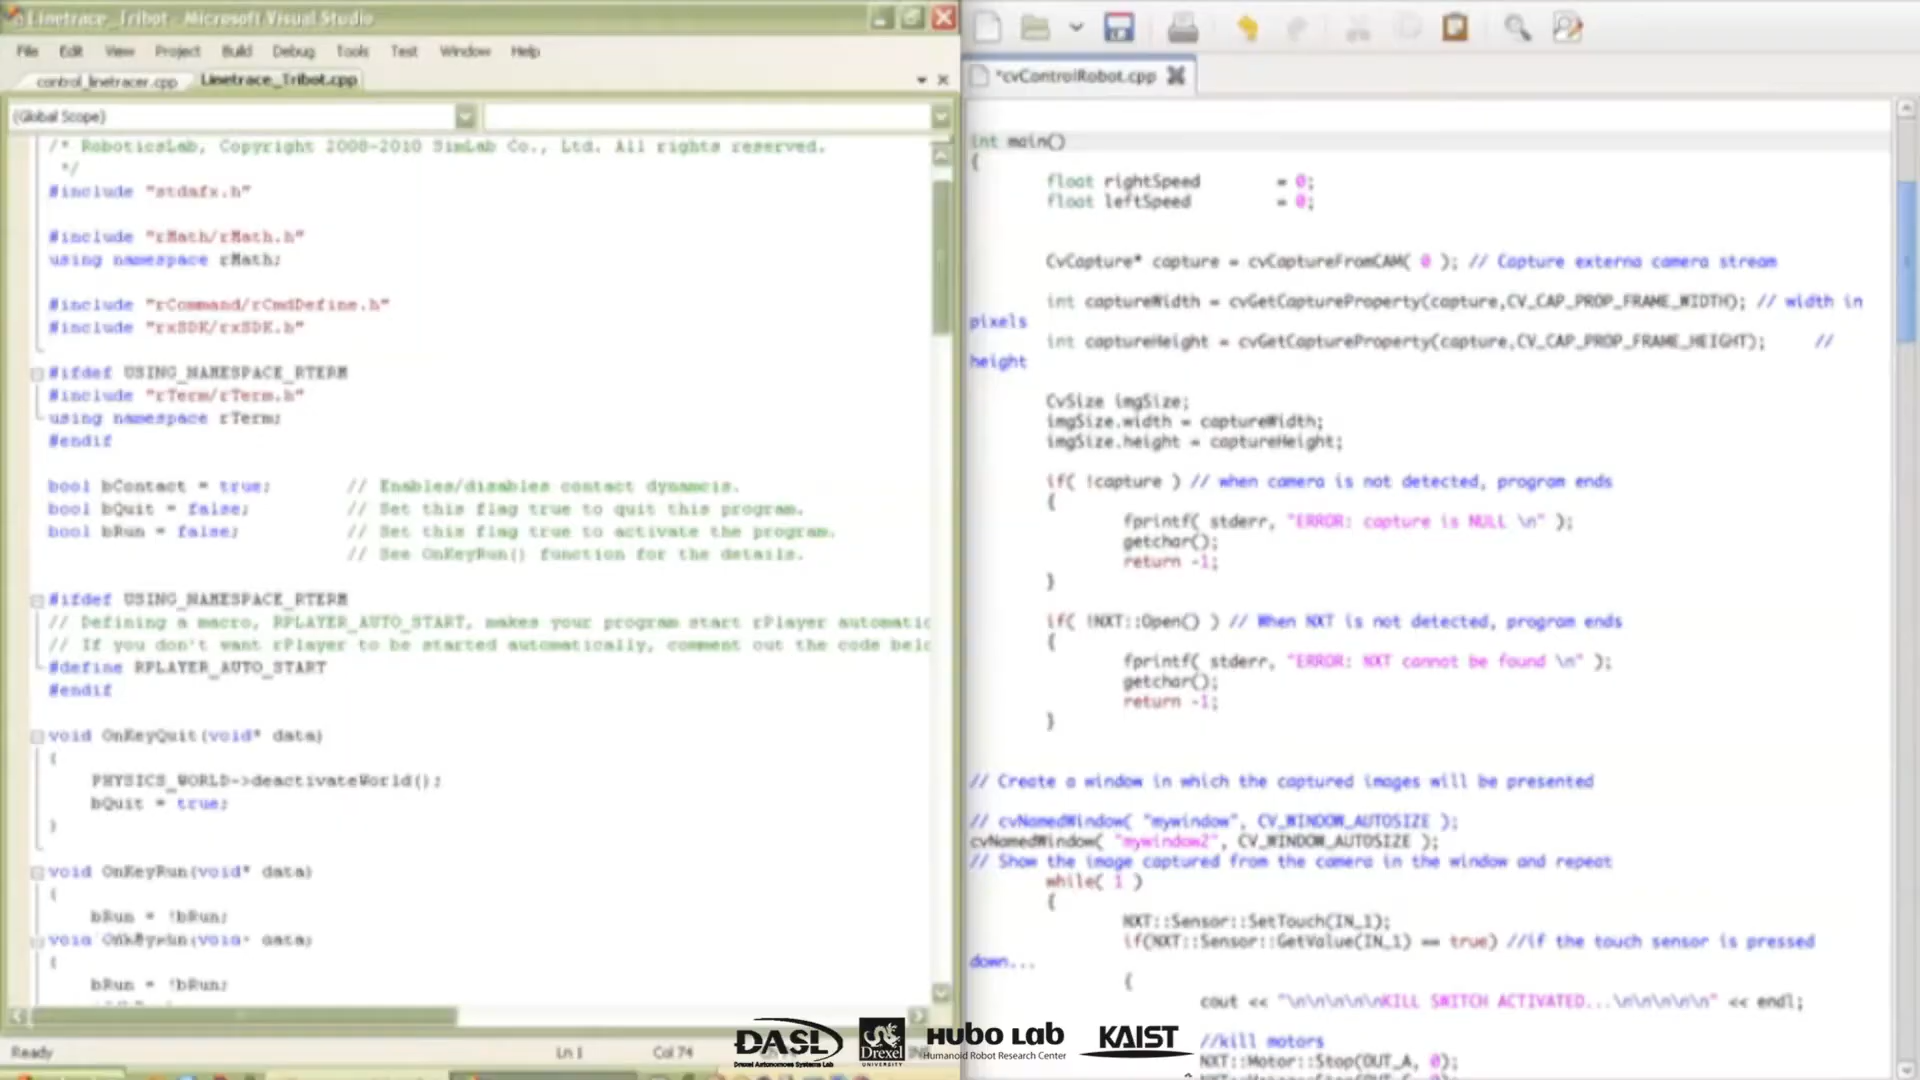 Linetrace_Tribot - Microsoft Visual Studio
File Edit View Project Build Debug Tools Test Window Help
control_linetracer.cpp Linetrace_Tribot.cpp
(Global Scope)
/* RoboticsLab, Copyright 2008-2010 SimLab Co., Ltd. All rights reserved.
*/
#include "stdafx.h"
#include "rMath/rMath.h"
using namespace rMath;
#include "rCommand/rCmdDefine.h"
#include "rxSDK/rxSDK.h"
#ifdef USING_NAMESPACE_RTERM
#include "rTerm/rTerm.h"
using namespace rTerm;
#endif
bool bContact = true; // Enables/disables contact dynamcis.
bool bQuit = false; // Set this flag true to quit this program.
bool bRun = false; // Set this flag true to activate the program.
// See OnKeyRun() function for the details.
#ifdef USING_NAMESPACE_RTERM
// Defining a macro, RPLAYER_AUTO_START, makes your program start rPlayer automatic
// If you don't want rPlayer to be started automatically, comment out the code belo
#define RPLAYER_AUTO_START
#endif
void OnKeyQuit(void* data)
{
PHYSICS_WORLD->deactivateWorld();
bQuit = true;
}
void OnKeyRun(void* data)
{
bRun = !bRun;
void OnKeyRun(void* data)
{
bRun = !bRun;
Ready Ln 1 Col 74
*cvControlRobot.cpp
int main()
{
float rightSpeed = 0;
float leftSpeed = 0;
CvCapture* capture = cvCaptureFromCAM( 0 ); // Capture externa camera stream
int captureWidth = cvGetCaptureProperty(capture,CV_CAP_PROP_FRAME_WIDTH); // width in
pixels
int captureHeight = cvGetCaptureProperty(capture,CV_CAP_PROP_FRAME_HEIGHT); //
height
CvSize imgSize;
imgSize.width = captureWidth;
imgSize.height = captureHeight;
if( !capture ) // when camera is not detected, program ends
{
fprintf( stderr, "ERROR: capture is NULL \n" );
getchar();
return -1;
}
if( !NXT::Open() ) // When NXT is not detected, program ends
{
fprintf( stderr, "ERROR: NXT cannot be found \n" );
getchar();
return -1;
}
// Create a window in which the captured images will be presented
// cvNamedWindow( "mywindow", CV_WINDOW_AUTOSIZE );
cvNamedWindow( "mywindow2", CV_WINDOW_AUTOSIZE );
// Show the image captured from the camera in the window and repeat
while( 1 )
{
NXT::Sensor::SetTouch(IN_1);
if(NXT::Sensor::GetValue(IN_1) == true) //if the touch sensor is pressed
down...
{
cout << "\n\n\n\n\nKILL SWITCH ACTIVATED...\n\n\n\n\n" << endl;
//kill motors
NXT::Motor::Stop(OUT_A, 0);
DASL
Drexel Autonomous Systems Lab
Drexel
UNIVERSITY
HUBO LAB
Humanoid Robot Research Center
KAIST